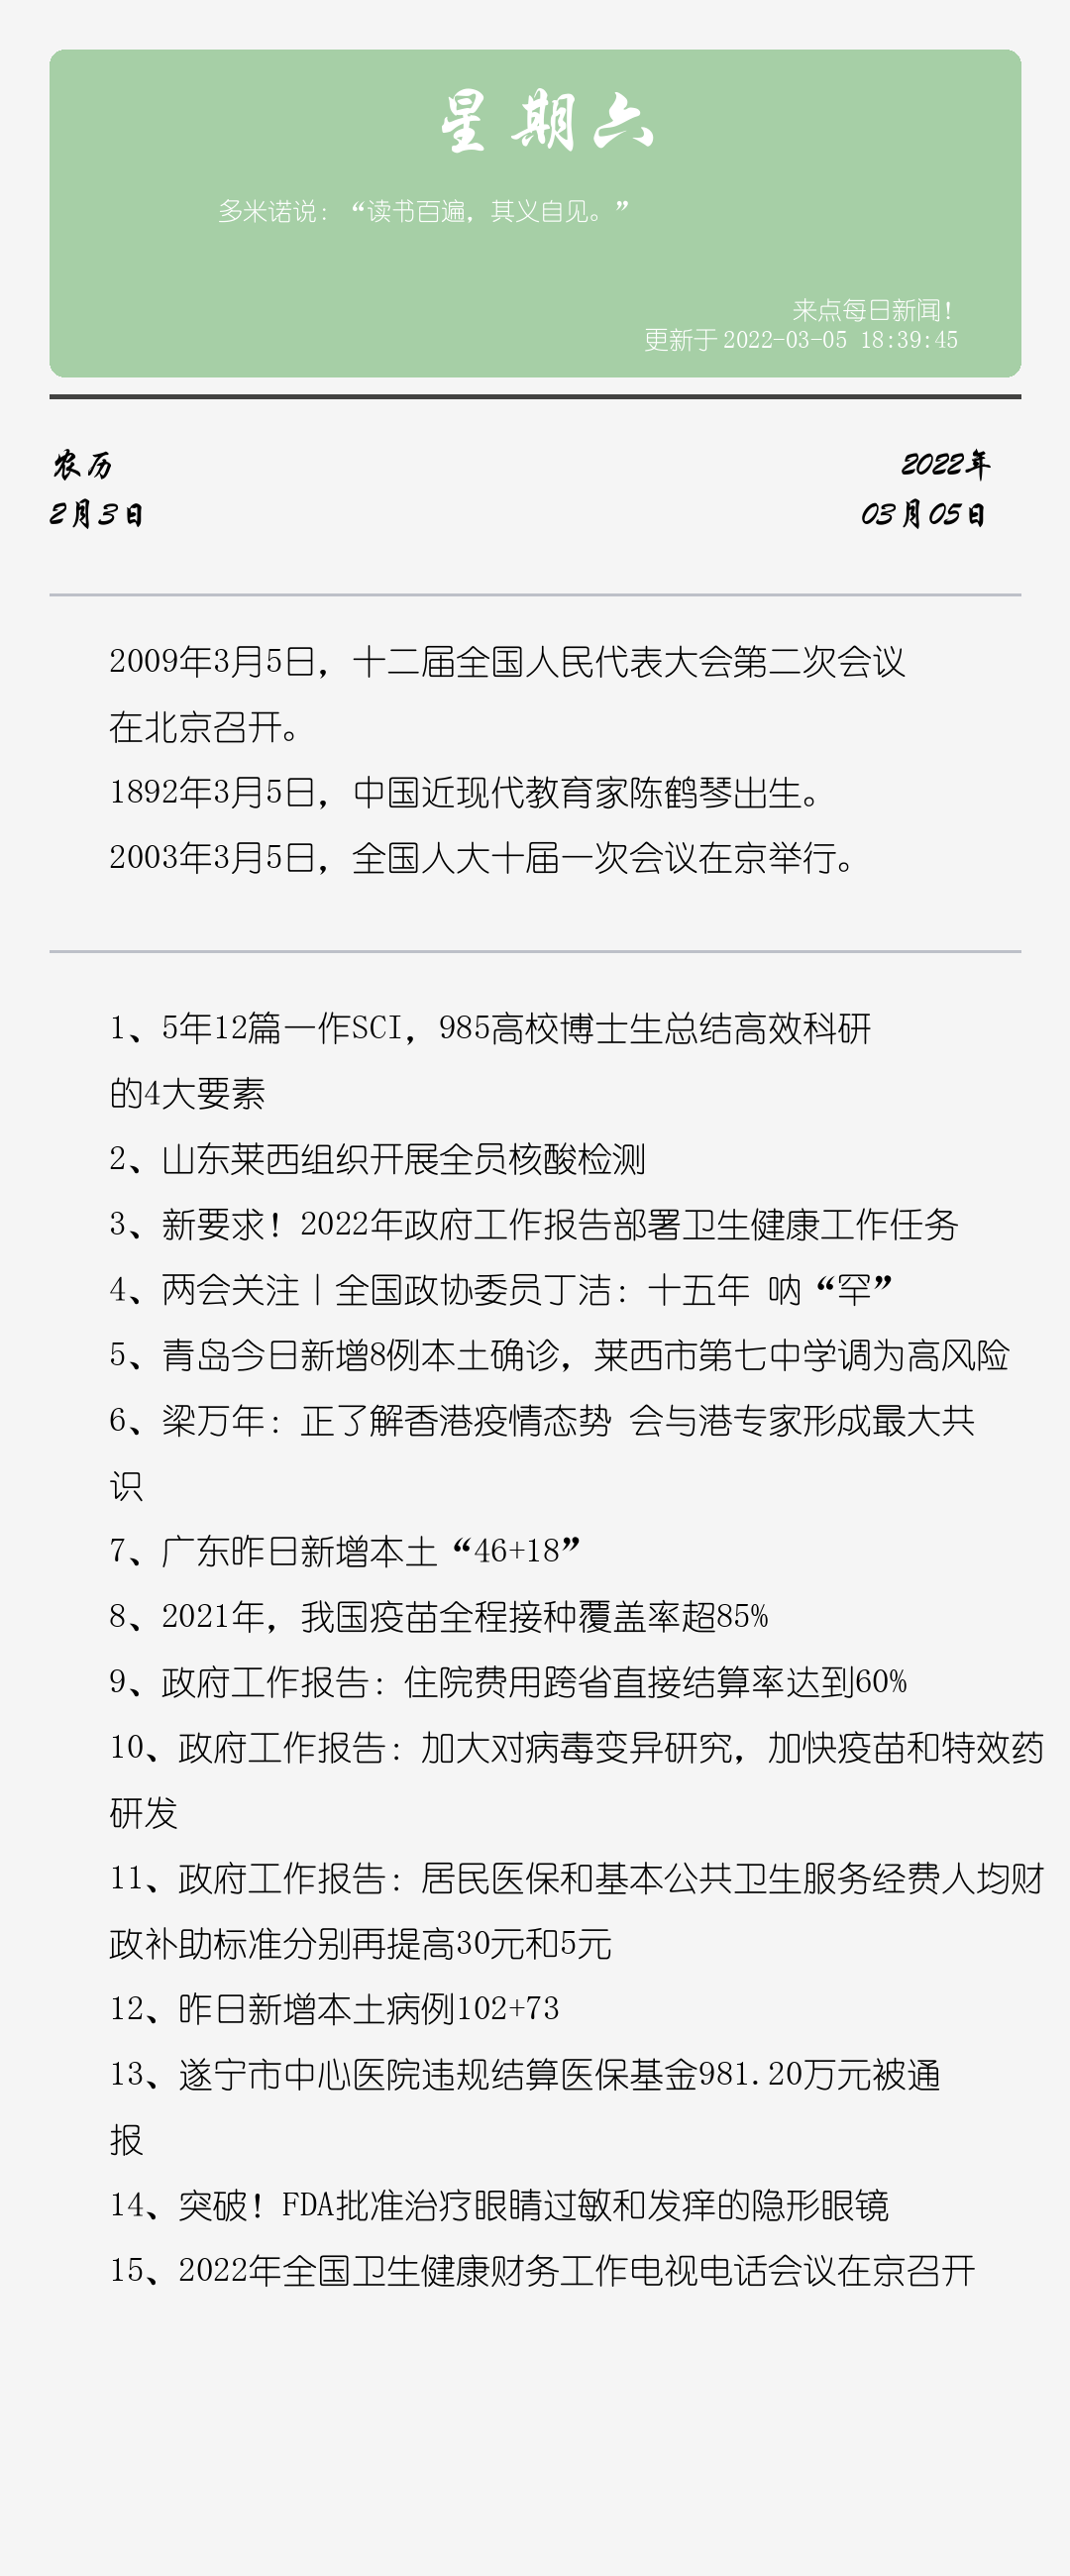 星期六
多米诺说：“读书百遍，其义自见。”
来点每日新闻！
更新于 2022-03-05 18:39:45
农历
2022年
2月3日
03月05日
2009年3月5日，十二届全国人民代表大会第二次会议
在北京召开。
1892年3月5日，中国近现代教育家陈鹤琴出生。
2003年3月5日，全国人大十届一次会议在京举行。
1、5年12篇一作SCI，985高校博士生总结高效科研
的4大要素
2、山东莱西组织开展全员核酸检测
3、新要求！2022年政府工作报告部署卫生健康工作任务
4、两会关注丨全国政协委员丁洁：十五年 呐“罕”
5、青岛今日新增8例本土确诊，莱西市第七中学调为高风险
6、梁万年：正了解香港疫情态势 会与港专家形成最大共
识
7、广东昨日新增本土“46+18”
8、2021年，我国疫苗全程接种覆盖率超85%
9、政府工作报告：住院费用跨省直接结算率达到60%
10、政府工作报告：加大对病毒变异研究，加快疫苗和特效药
研发
11、政府工作报告：居民医保和基本公共卫生服务经费人均财
政补助标准分别再提高30元和5元
12、昨日新增本土病例102+73
13、遂宁市中心医院违规结算医保基金981.20万元被通
报
14、突破！FDA批准治疗眼睛过敏和发痒的隐形眼镜
15、2022年全国卫生健康财务工作电视电话会议在京召开